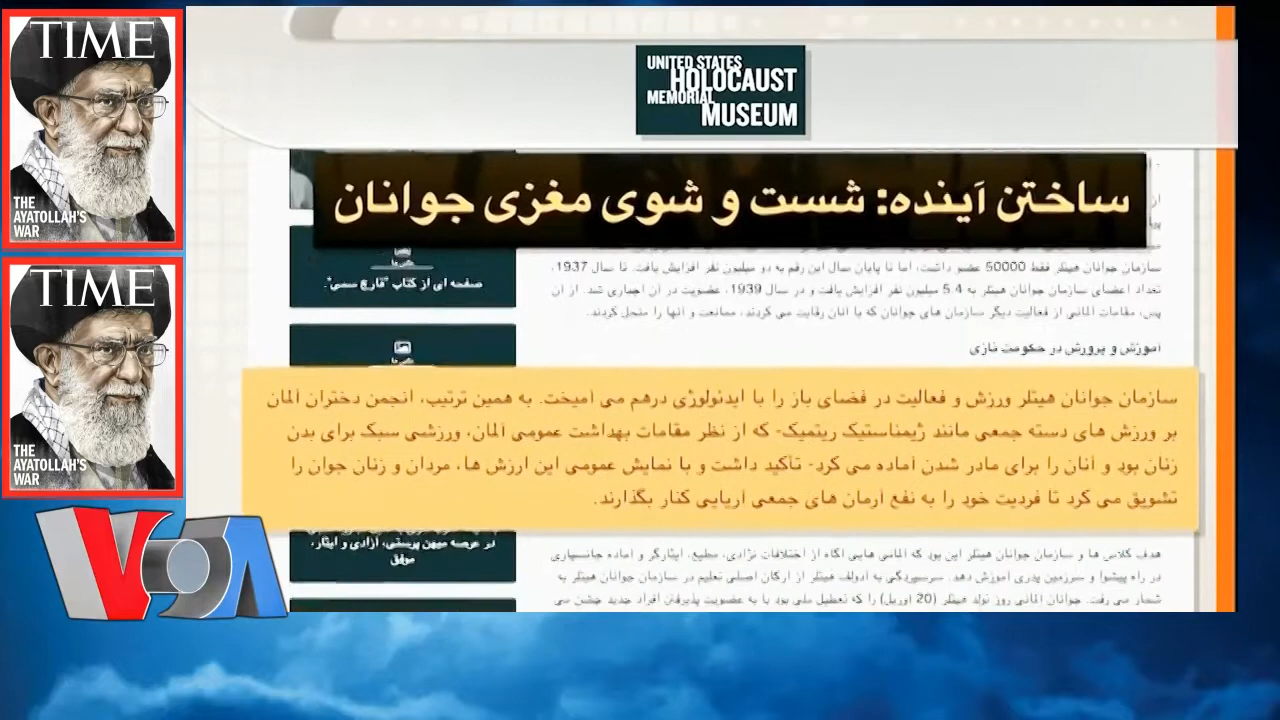 TIME
THE
AYATOLLAH'S
WAR
TIME
THE
AYATOLLAH'S
WAR
VOA
UNITED STATES
HOLOCAUST
MEMORIAL
MUSEUM
ساختن آینده: شست و شوی مغزی جوانان
سازمان جوانان هیتلر فقط 50000 عضو داشت، اما تا پایان سال این رقم به دو میلیون نفر افزایش یافت. تا سال 1937،
تعداد اعضای سازمان جوانان هیتلر به 5.4 میلیون نفر افزایش یافت و در سال 1939، عضویت در آن اجباری شد. از آن
پس، مقامات آلمانی از فعالیت دیگر سازمان های جوانان که با آنان رقابت می کردند، ممانعت و آنها را منحل کردند.
صفحه ای از کتاب "قارچ سمی".
آموزش و پرورش در حکومت نازی
سازمان جوانان هیتلر ورزش و فعالیت در فضای باز را با ایدئولوژی درهم می آمیخت. به همین ترتیب، انجمن دختران آلمان
بر ورزش های دسته جمعی مانند ژیمناستیک ریتمیک- که از نظر مقامات بهداشت عمومی آلمان، ورزشی سبک برای بدن
زنان بود و آنان را برای مادر شدن آماده می کرد- تأکید داشت و با نمایش عمومی این ارزش ها، مردان و زنان جوان را
تشویق می کرد تا فردیت خود را به نفع آرمان های جمعی آریایی کنار بگذارند.
در عرصه میهن پرستی، آزادی و ایثار،
موفق
هدف کلاس ها و سازمان جوانان هیتلر این بود که آلمانی هایی آگاه از اختلافات نژادی، مطیع، ایثارگر و آماده جانسپاری
در راه پیشوا و سرزمین پدری آموزش دهد. سرسپردگی به آدولف هیتلر از ارکان اصلی تعلیم در سازمان جوانان هیتلر به
شمار می رفت. جوانان آلمانی روز تولد هیتلر (20 آوریل) را که تعطیل ملی بود با به عضویت پذیرفتن افراد جدید جشن می